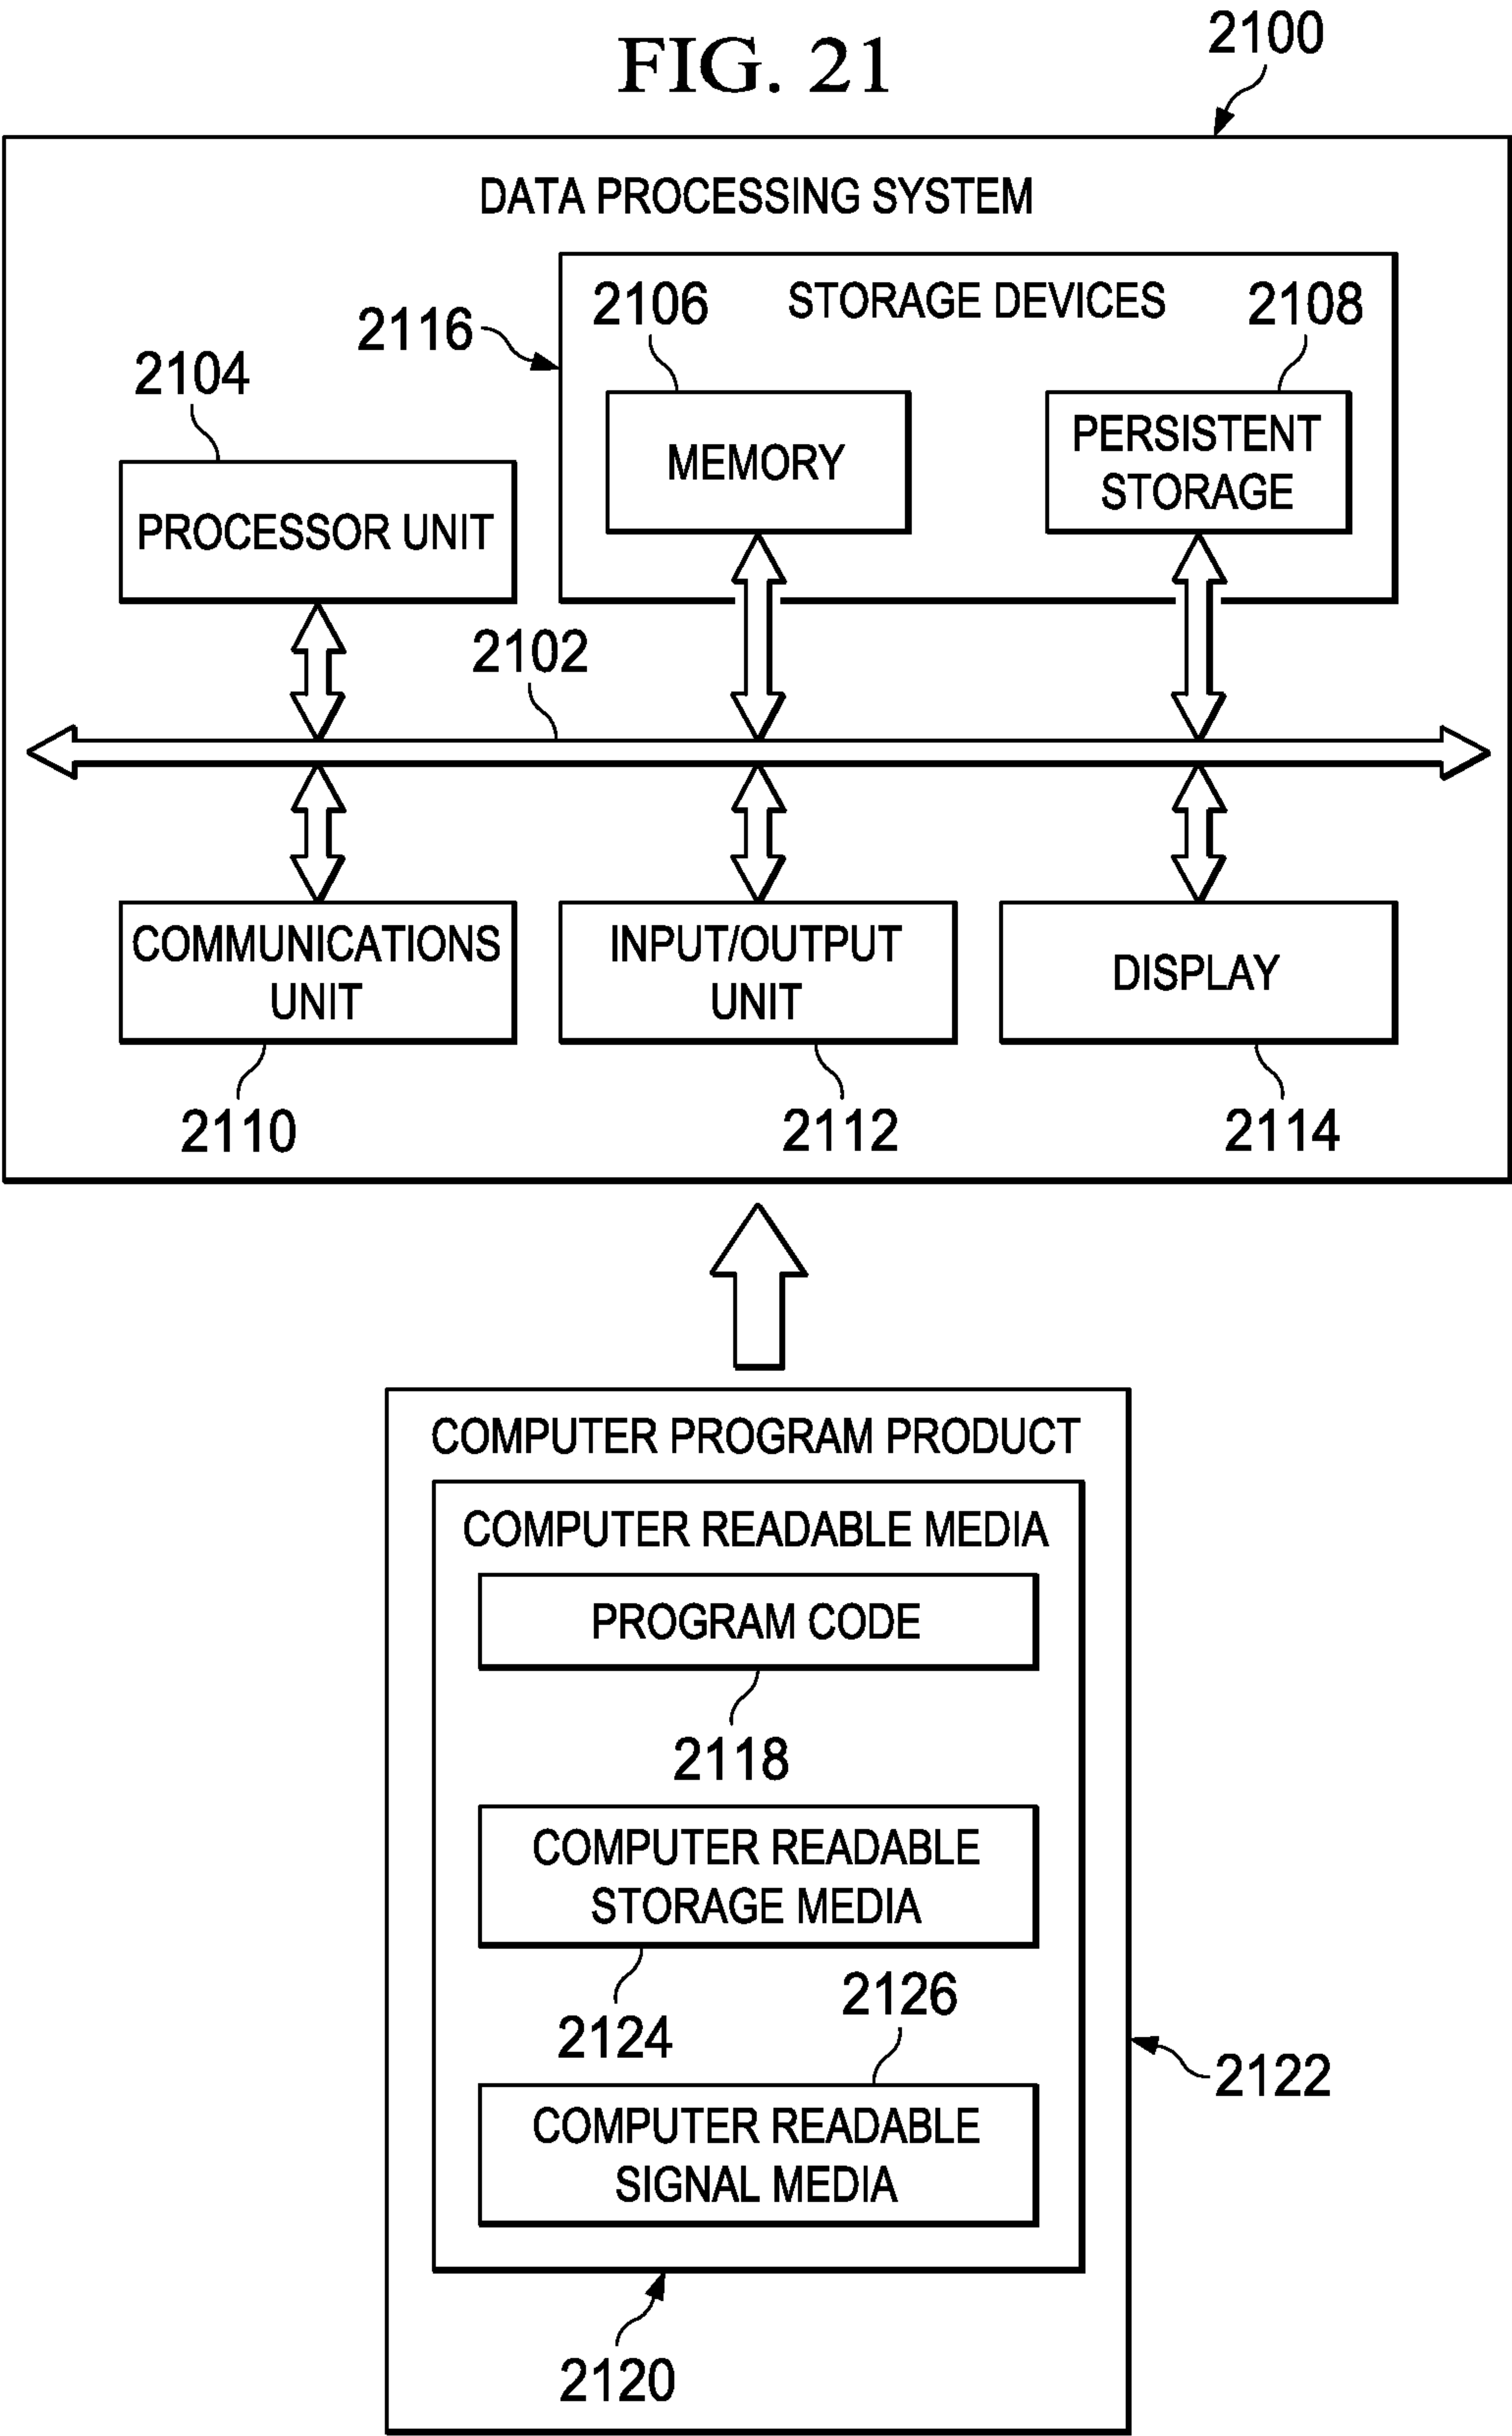 FIG. 21
2100
DATA PROCESSING SYSTEM
2116
2106
STORAGE DEVICES
2108
2104
MEMORY
PERSISTENT
STORAGE
PROCESSOR UNIT
2102
COMMUNICATIONS
UNIT
INPUT/OUTPUT
UNIT
DISPLAY
2110
2112
2114
COMPUTER PROGRAM PRODUCT
COMPUTER READABLE MEDIA
PROGRAM CODE
2118
COMPUTER READABLE
STORAGE MEDIA
2124
2126
COMPUTER READABLE
SIGNAL MEDIA
2122
2120